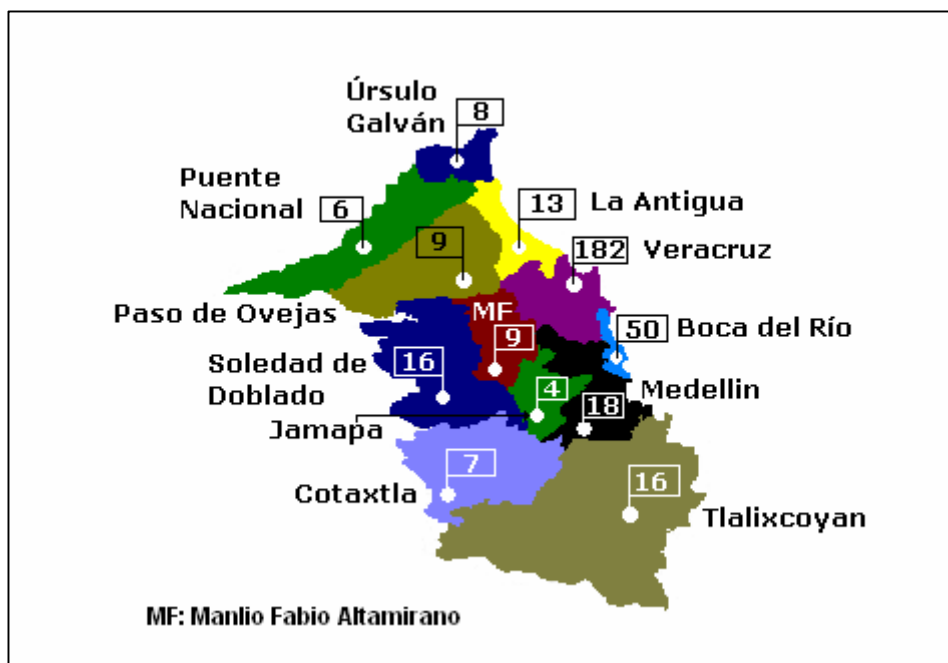 Úrsulo
Galván
8
Puente
Nacional
6
13
La Antigua
9
182
Veracruz
Paso de Ovejas
MF
9
50
Boca del Río
Soledad de
Doblado
16
4
Medellin
18
Jamapa
7
Cotaxtla
16
Tlalixcoyan
MF: Manlio Fabio Altamirano